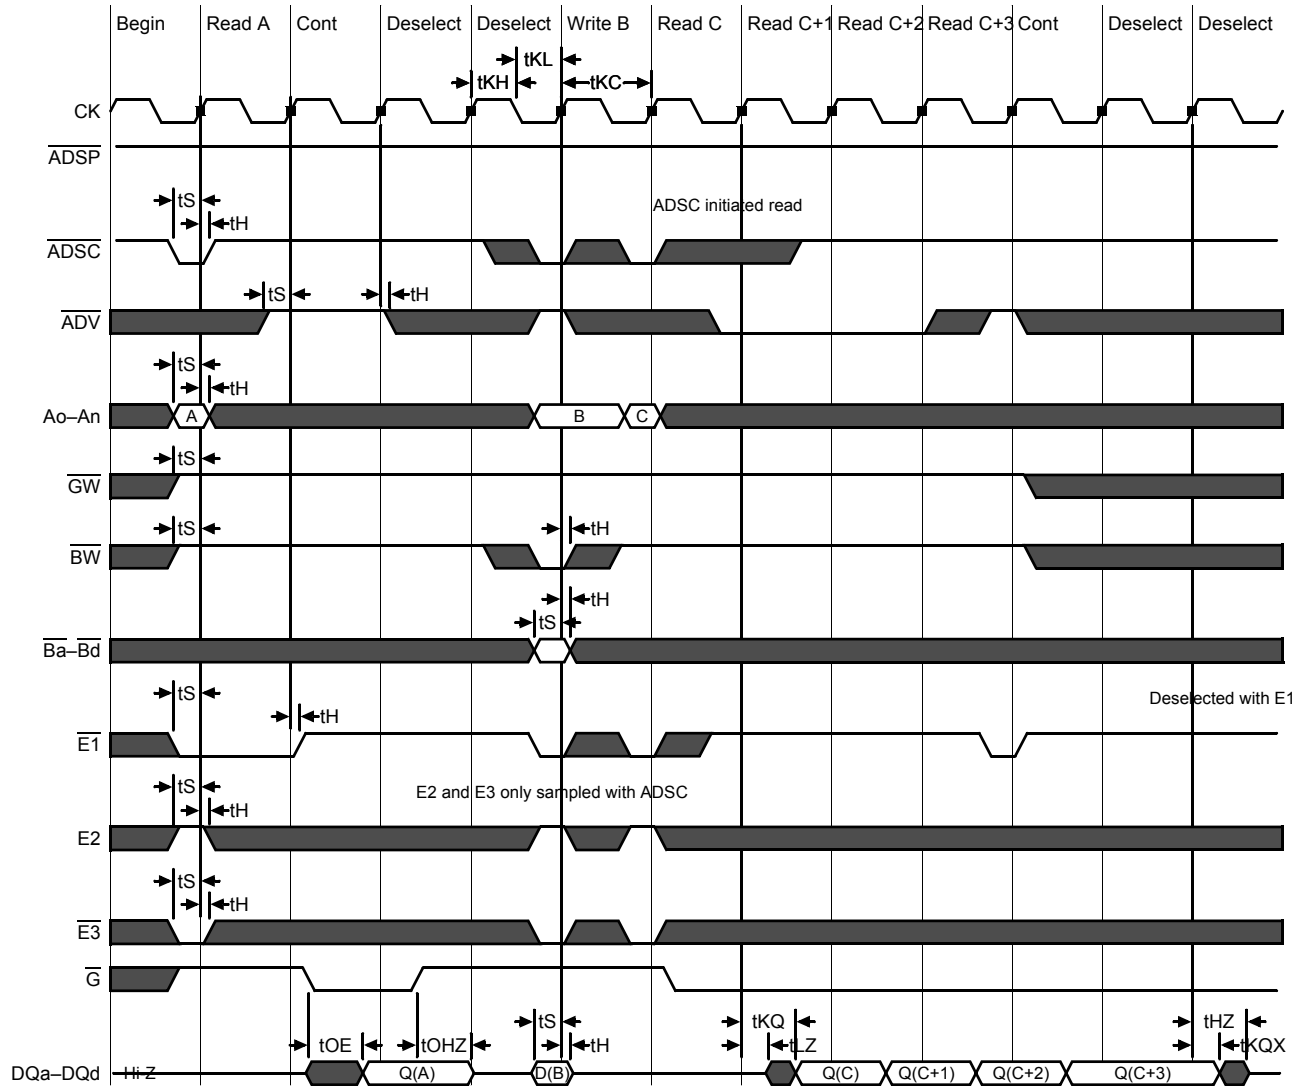 Begin Read A Cont Deselect Deselect Write B Read C Read C+1 Read C+2 Read C+3 Cont Deselect Deselect
tKL
tKH tKC
CK
ADSP
tS
ADSC initiated read
tH
ADSC
tS tH
ADV
tS
tH
Ao–An A B C
tS
GW
tS tH
BW
tH
tS
Ba–Bd
tS
Deselected with E1
tH
E1
tS
E2 and E3 only sampled with ADSC
tH
E2
tS
tH
E3
G
tS tKQ tHZ
tOE tOHZ tH tLZ tKQX
DQa–DQd Hi-Z Q(A) D(B) Q(C) Q(C+1) Q(C+2) Q(C+3)